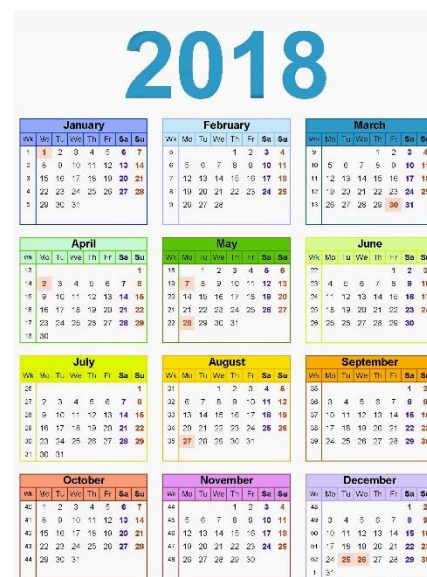 2018
January
Wk Mo Tu We Th Fr Sa Su
1 1 2 3 4 5 6 7
2 8 9 10 11 12 13 14
3 15 16 17 18 19 20 21
4 22 23 24 25 26 27 28
5 29 30 31
February
Wk Mo Tu We Th Fr Sa Su
5 1 2 3 4
6 5 6 7 8 9 10 11
7 12 13 14 15 16 17 18
8 19 20 21 22 23 24 25
9 26 27 28
March
Wk Mo Tu We Th Fr Sa Su
9 1 2 3 4
10 5 6 7 8 9 10 11
11 12 13 14 15 16 17 18
12 19 20 21 22 23 24 25
13 26 27 28 29 30 31
April
Wk Mo Tu We Th Fr Sa Su
13 1
14 2 3 4 5 6 7 8
15 9 10 11 12 13 14 15
16 16 17 18 19 20 21 22
17 23 24 25 26 27 28 29
18 30
May
Wk Mo Tu We Th Fr Sa Su
18 1 2 3 4 5 6
19 7 8 9 10 11 12 13
20 14 15 16 17 18 19 20
21 21 22 23 24 25 26 27
22 28 29 30 31
June
Wk Mo Tu We Th Fr Sa Su
22 1 2 3
23 4 5 6 7 8 9 10
24 11 12 13 14 15 16 17
25 18 19 20 21 22 23 24
26 25 26 27 28 29 30
July
Wk Mo Tu We Th Fr Sa Su
26 1
27 2 3 4 5 6 7 8
28 9 10 11 12 13 14 15
29 16 17 18 19 20 21 22
30 23 24 25 26 27 28 29
31 30 31
August
Wk Mo Tu We Th Fr Sa Su
31 1 2 3 4 5
32 6 7 8 9 10 11 12
33 13 14 15 16 17 18 19
34 20 21 22 23 24 25 26
35 27 28 29 30 31
September
Wk Mo Tu We Th Fr Sa Su
35 1 2
36 3 4 5 6 7 8 9
37 10 11 12 13 14 15 16
38 17 18 19 20 21 22 23
39 24 25 26 27 28 29 30
October
Wk Mo Tu We Th Fr Sa Su
40 1 2 3 4 5 6 7
41 8 9 10 11 12 13 14
42 15 16 17 18 19 20 21
43 22 23 24 25 26 27 28
44 29 30 31
November
Wk Mo Tu We Th Fr Sa Su
44 1 2 3 4
45 5 6 7 8 9 10 11
46 12 13 14 15 16 17 18
47 19 20 21 22 23 24 25
48 26 27 28 29 30
December
Wk Mo Tu We Th Fr Sa Su
48 1 2
49 3 4 5 6 7 8 9
50 10 11 12 13 14 15 16
51 17 18 19 20 21 22 23
52 24 25 26 27 28 29 30
1 31